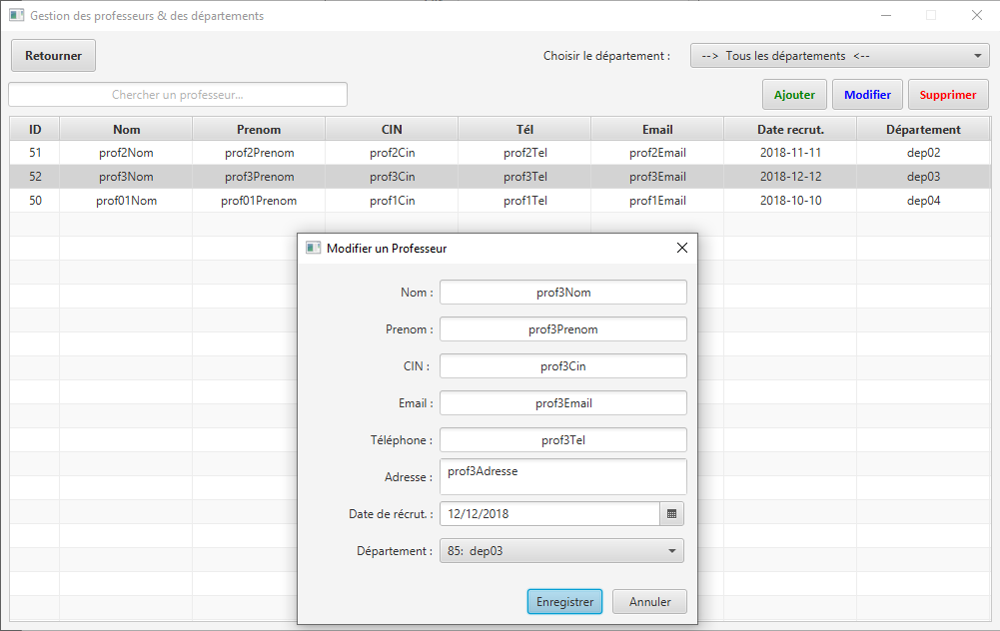 Gestion des professeurs & des départements
Retourner
Choisir le département :
--> Tous les départements <--
Chercher un professeur...
Ajouter
Modifier
Supprimer
ID Nom Prenom CIN Tél Email Date recrut. Département
51 prof2Nom prof2Prenom prof2Cin prof2Tel prof2Email 2018-11-11 dep02
52 prof3Nom prof3Prenom prof3Cin prof3Tel prof3Email 2018-12-12 dep03
50 prof01Nom prof01Prenom prof1Cin prof1Tel prof1Email 2018-10-10 dep04
Modifier un Professeur
Nom : prof3Nom
Prenom : prof3Prenom
CIN : prof3Cin
Email : prof3Email
Téléphone : prof3Tel
Adresse : prof3Adresse
Date de récrut. : 12/12/2018
Département : 85: dep03
Enregistrer Annuler